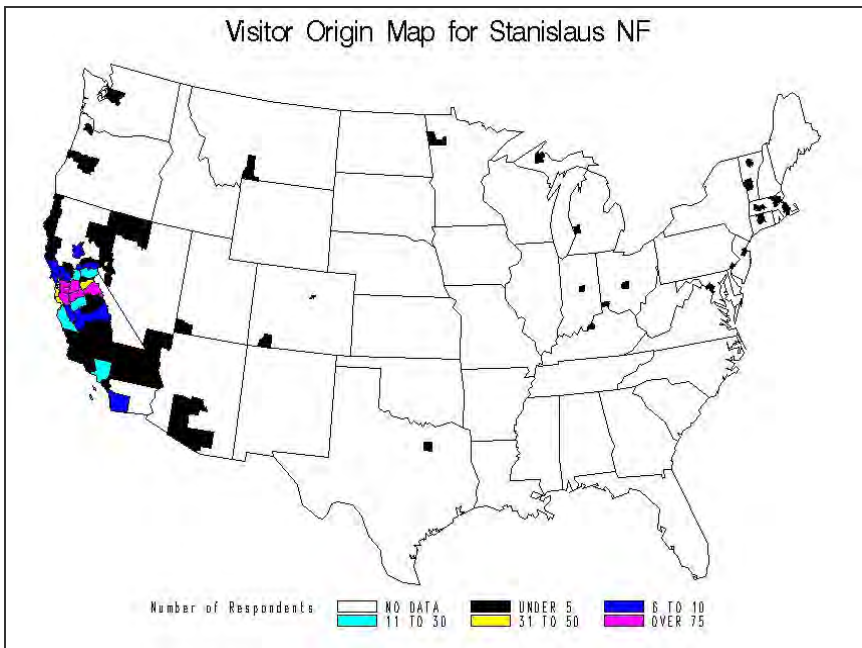 Visitor Origin Map for Stanislaus NF
Number of Respondents NO DATA UNDER 5 6 TO 10
11 TO 30 31 TO 50 OVER 75